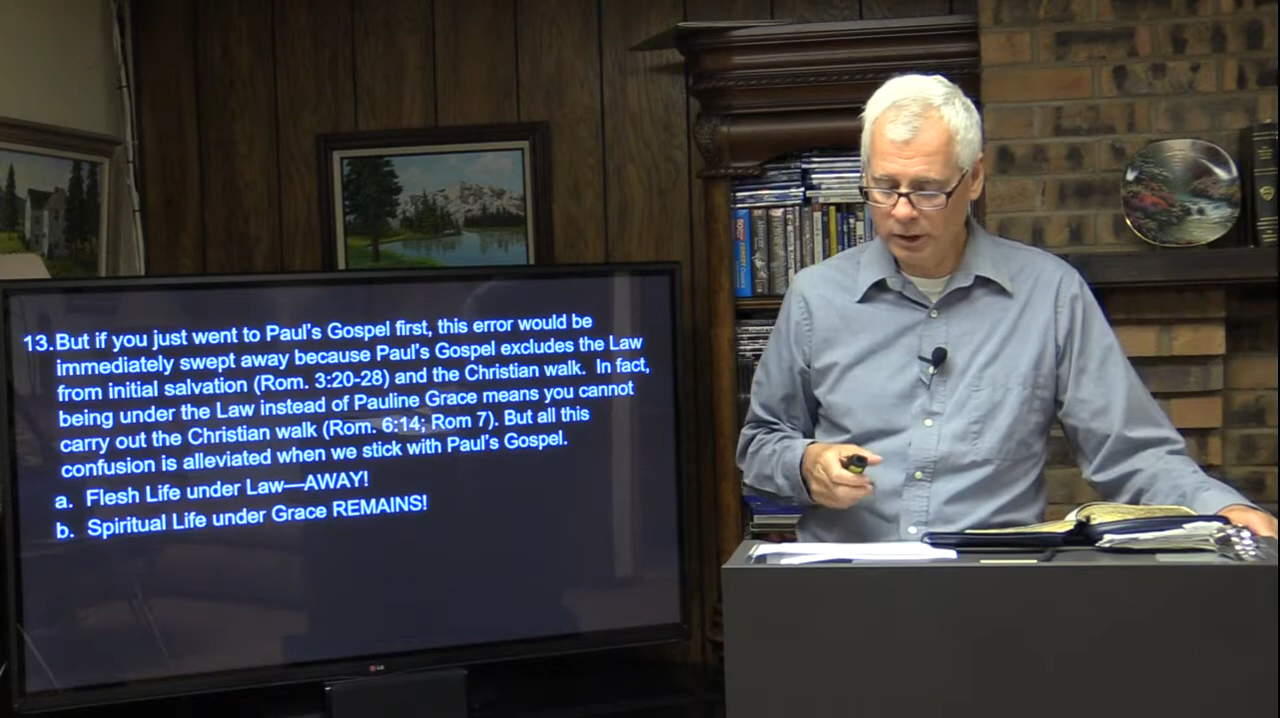 13. But if you just went to Paul's Gospel first, this error would be
immediately swept away because Paul's Gospel excludes the Law
from initial salvation (Rom. 3:20-28) and the Christian walk. In fact,
being under the Law instead of Pauline Grace means you cannot
carry out the Christian walk (Rom. 6:14; Rom 7). But all this
confusion is alleviated when we stick with Paul's Gospel.
a. Flesh Life under Law—AWAY!
b. Spiritual Life under Grace REMAINS!
LG